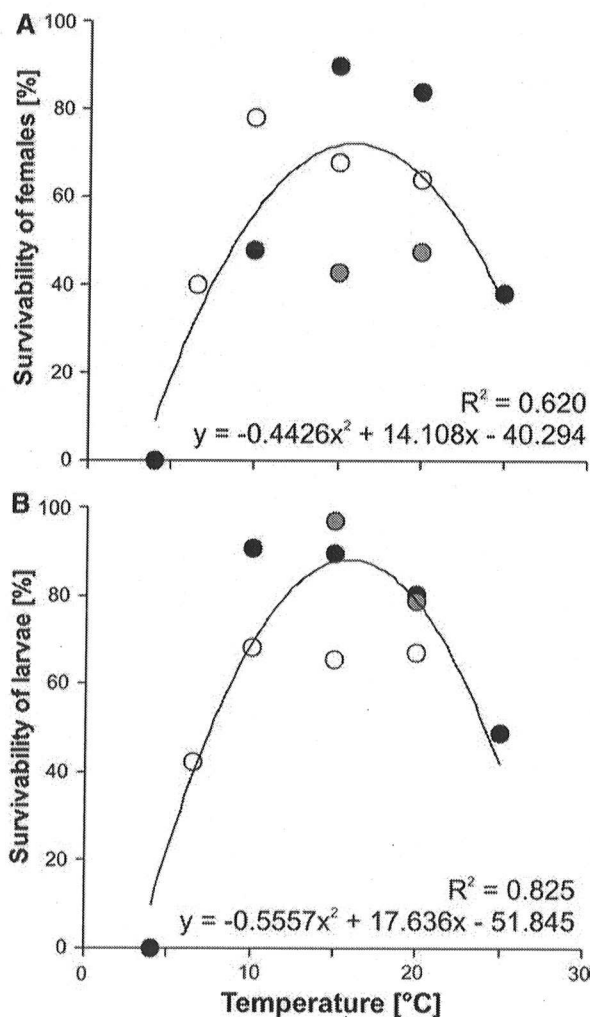 A
100
80
60
40
20
0
Survivability of females [%]
R² = 0.620
y = -0.4426x² + 14.108x - 40.294
B
100
80
60
40
20
0
Survivability of larvae [%]
R² = 0.825
y = -0.5557x² + 17.636x - 51.845
0 10 20 30
Temperature [°C]